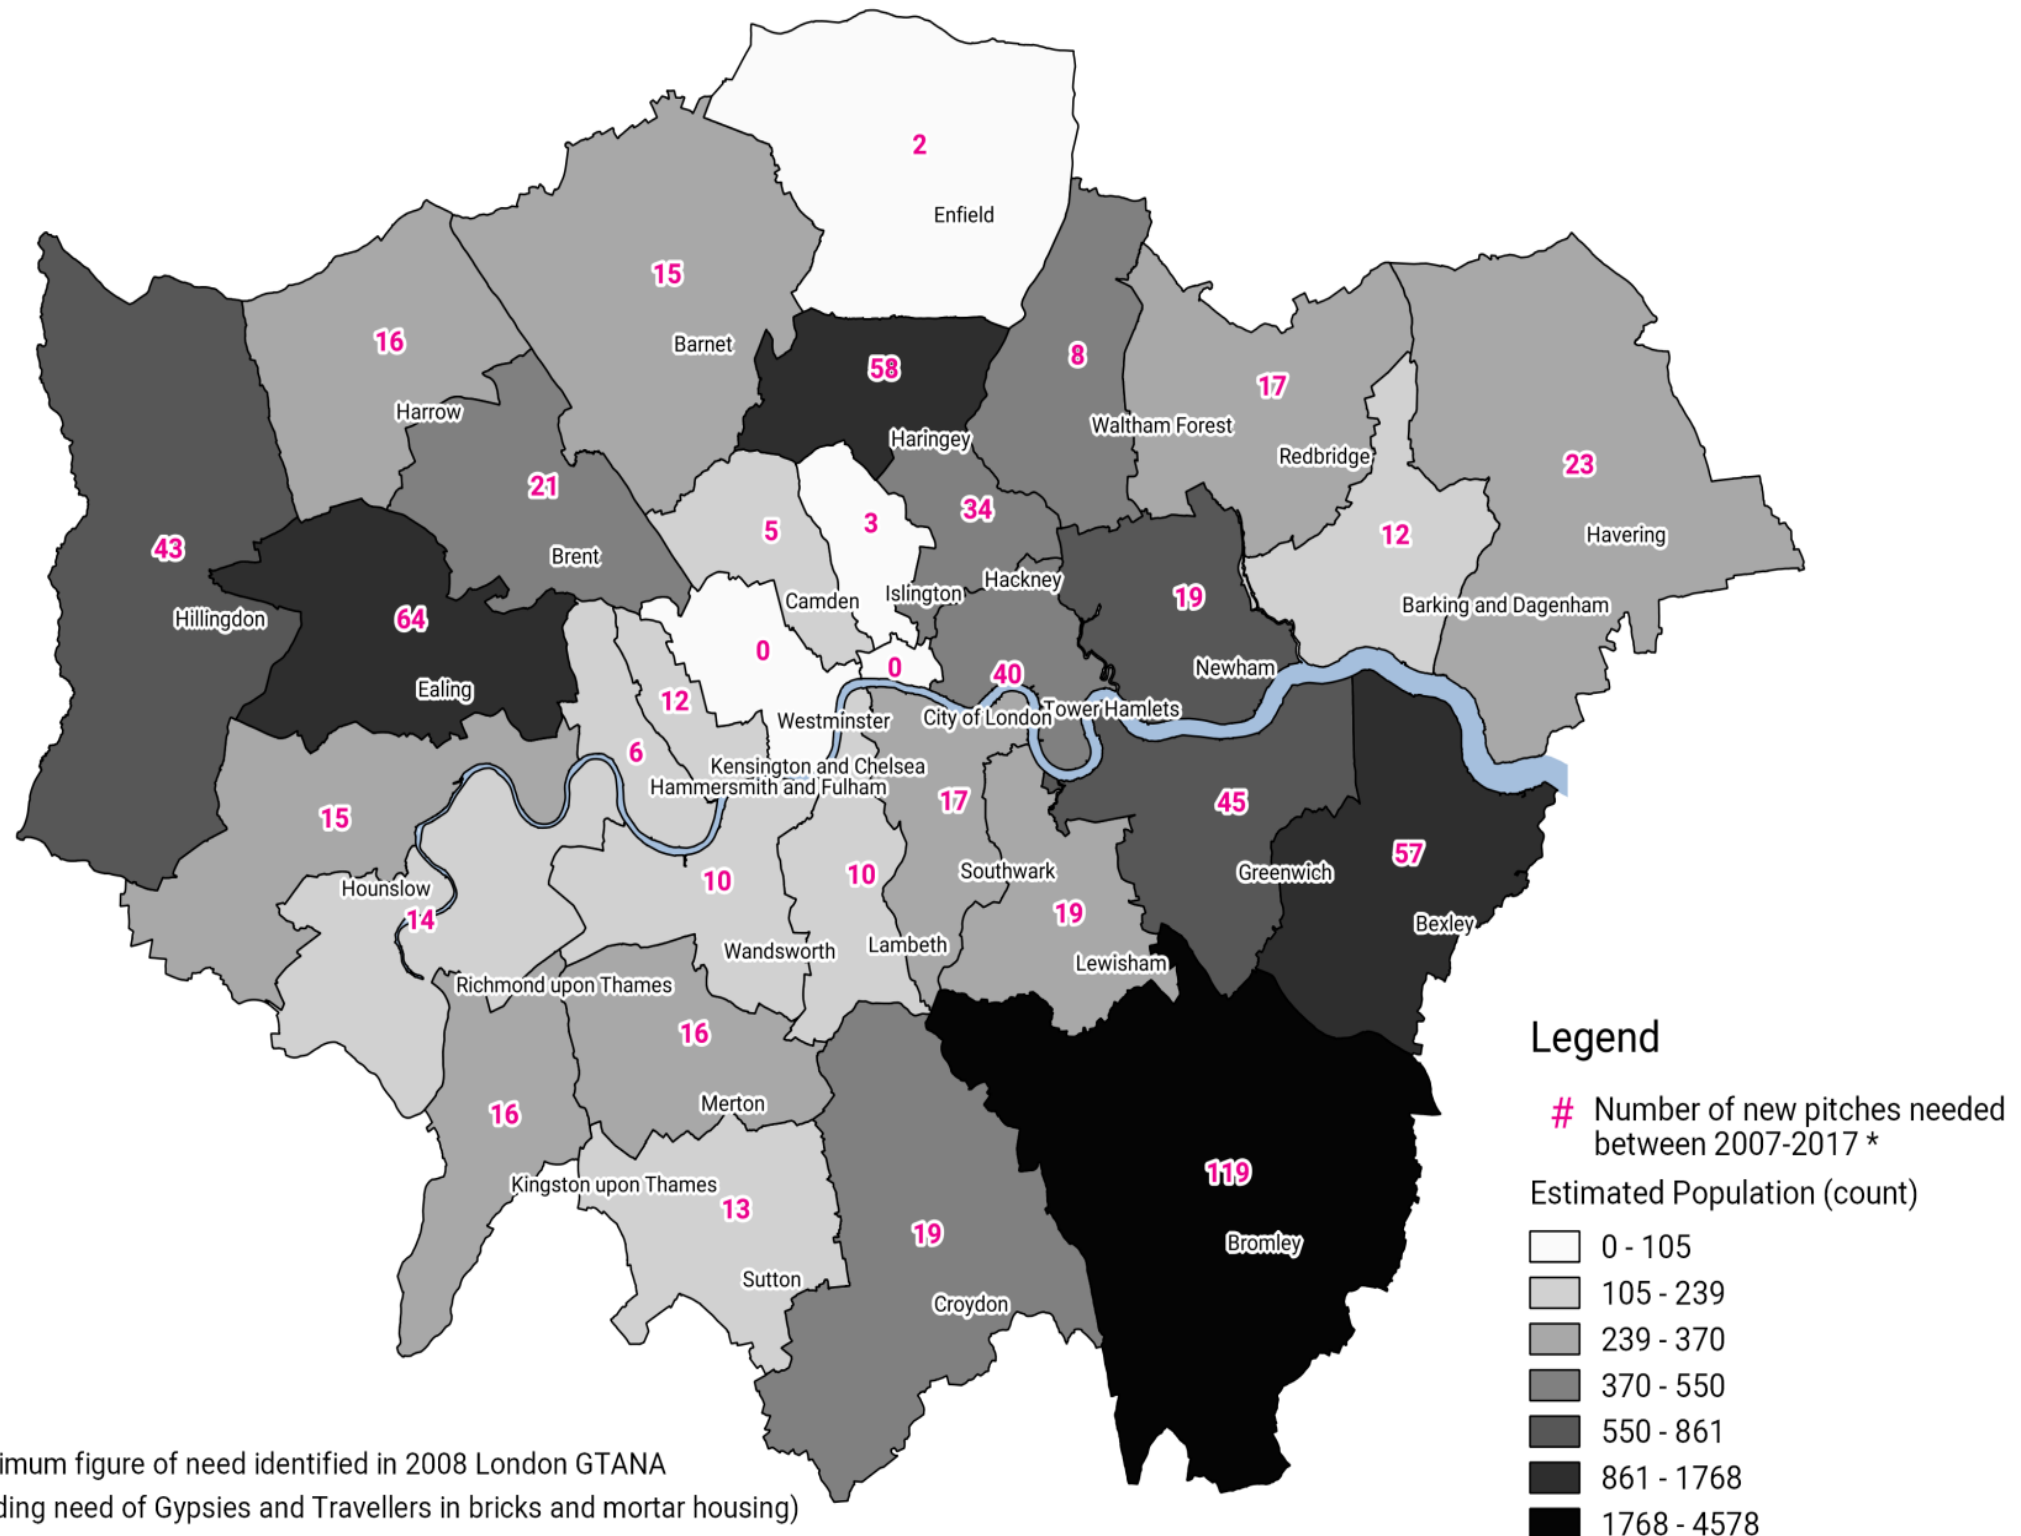 2
Enfield
15
Barnet
16
Harrow
58
Haringey
8
Waltham Forest
17
Redbridge
23
Havering
43
Hillingdon
21
Brent
5
Camden
3
Islington
34
Hackney
12
Barking and Dagenham
64
Ealing
19
Newham
0
Westminster
0
City of London
40
Tower Hamlets
12
Kensington and Chelsea
6
Hammersmith and Fulham
15
Hounslow
14
Richmond upon Thames
10
Wandsworth
10
Lambeth
17
Southwark
19
Lewisham
45
Greenwich
57
Bexley
16
Merton
16
Kingston upon Thames
13
Sutton
19
Croydon
119
Bromley
Legend
# Number of new pitches needed
between 2007-2017 *
Estimated Population (count)
0 - 105
105 - 239
239 - 370
370 - 550
550 - 861
861 - 1768
1768 - 4578
imum figure of need identified in 2008 London GTANA
ding need of Gypsies and Travellers in bricks and mortar housing)